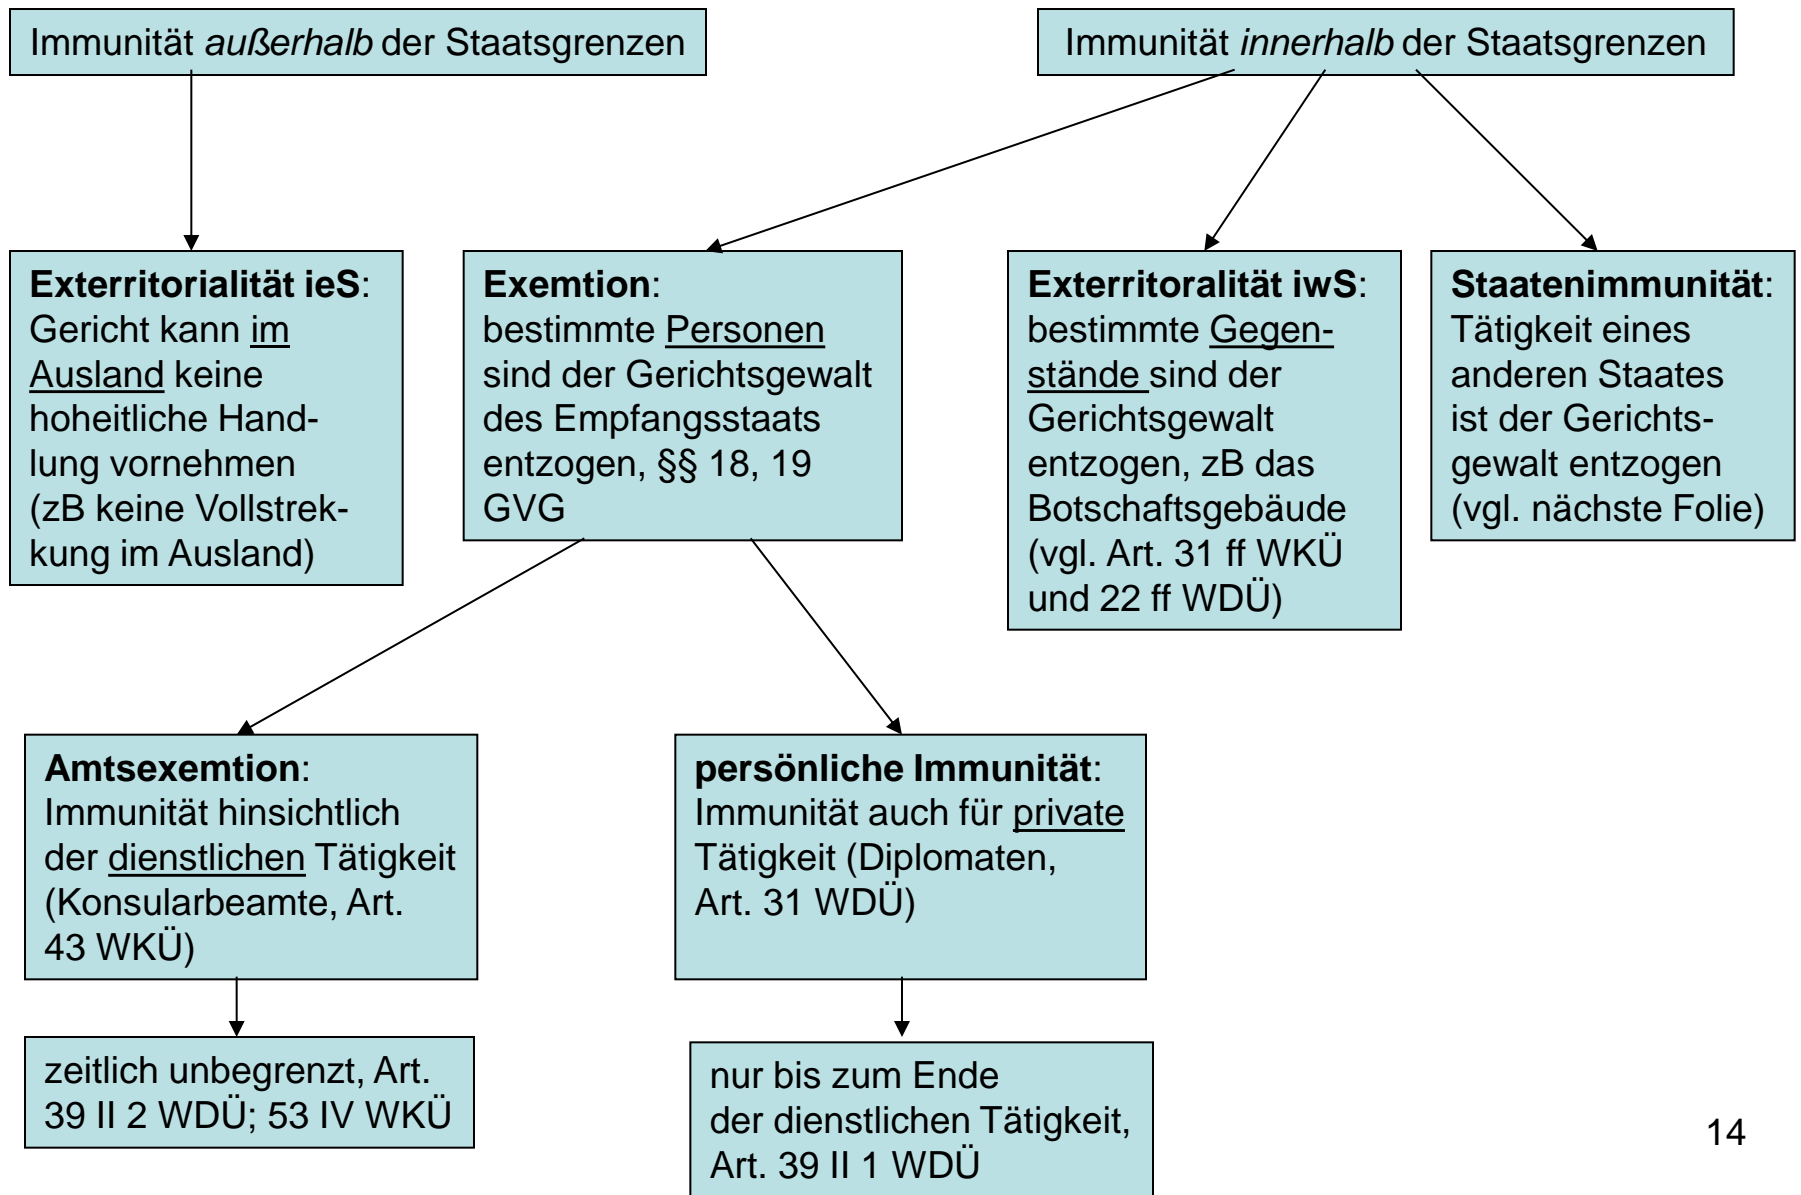 Immunität außerhalb der Staatsgrenzen
Immunität innerhalb der Staatsgrenzen
Exterritorialität ieS:
Gericht kann im
Ausland keine
hoheitliche Hand-
lung vornehmen
(zB keine Vollstrek-
kung im Ausland)
Exemtion:
bestimmte Personen
sind der Gerichtsgewalt
des Empfangsstaats
entzogen, §§ 18, 19
GVG
Exterritoralität iwS:
bestimmte Gegen-
stände sind der
Gerichtsgewalt
entzogen, zB das
Botschaftsgebäude
(vgl. Art. 31 ff WKÜ
und 22 ff WDÜ)
Staatenimmunität:
Tätigkeit eines
anderen Staates
ist der Gerichts-
gewalt entzogen
(vgl. nächste Folie)
Amtsexemtion:
Immunität hinsichtlich
der dienstlichen Tätigkeit
(Konsularbeamte, Art.
43 WKÜ)
persönliche Immunität:
Immunität auch für private
Tätigkeit (Diplomaten,
Art. 31 WDÜ)
zeitlich unbegrenzt, Art.
39 II 2 WDÜ; 53 IV WKÜ
nur bis zum Ende
der dienstlichen Tätigkeit,
Art. 39 II 1 WDÜ
14